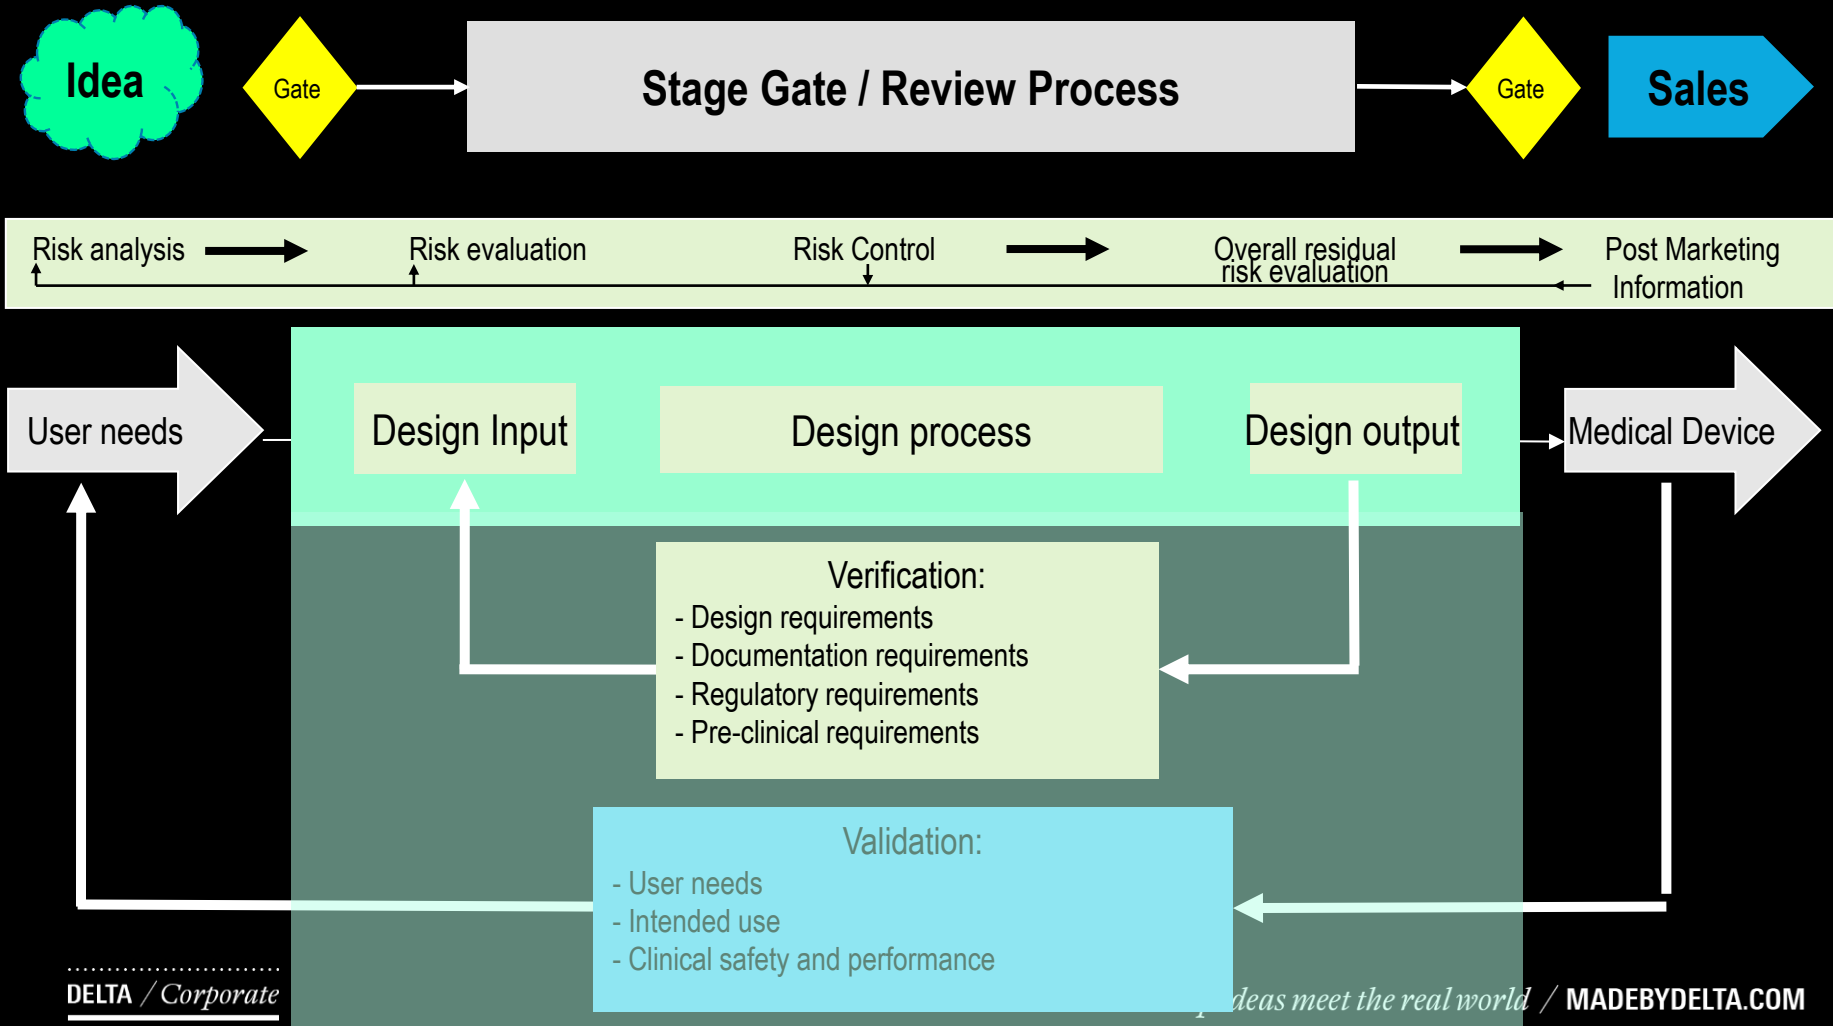 Idea
Gate
Stage Gate / Review Process
Gate
Sales
Risk analysis
Risk evaluation
Risk Control
Overall residual
risk evaluation
Post Marketing
Information
User needs
Design Input
Design process
Design output
Medical Device
Verification:
- Design requirements
- Documentation requirements
- Regulatory requirements
- Pre-clinical requirements
Validation:
- User needs
- Intended use
- Clinical safety and performance
DELTA / Corporate
deas meet the real world / MADEBYDELTA.COM